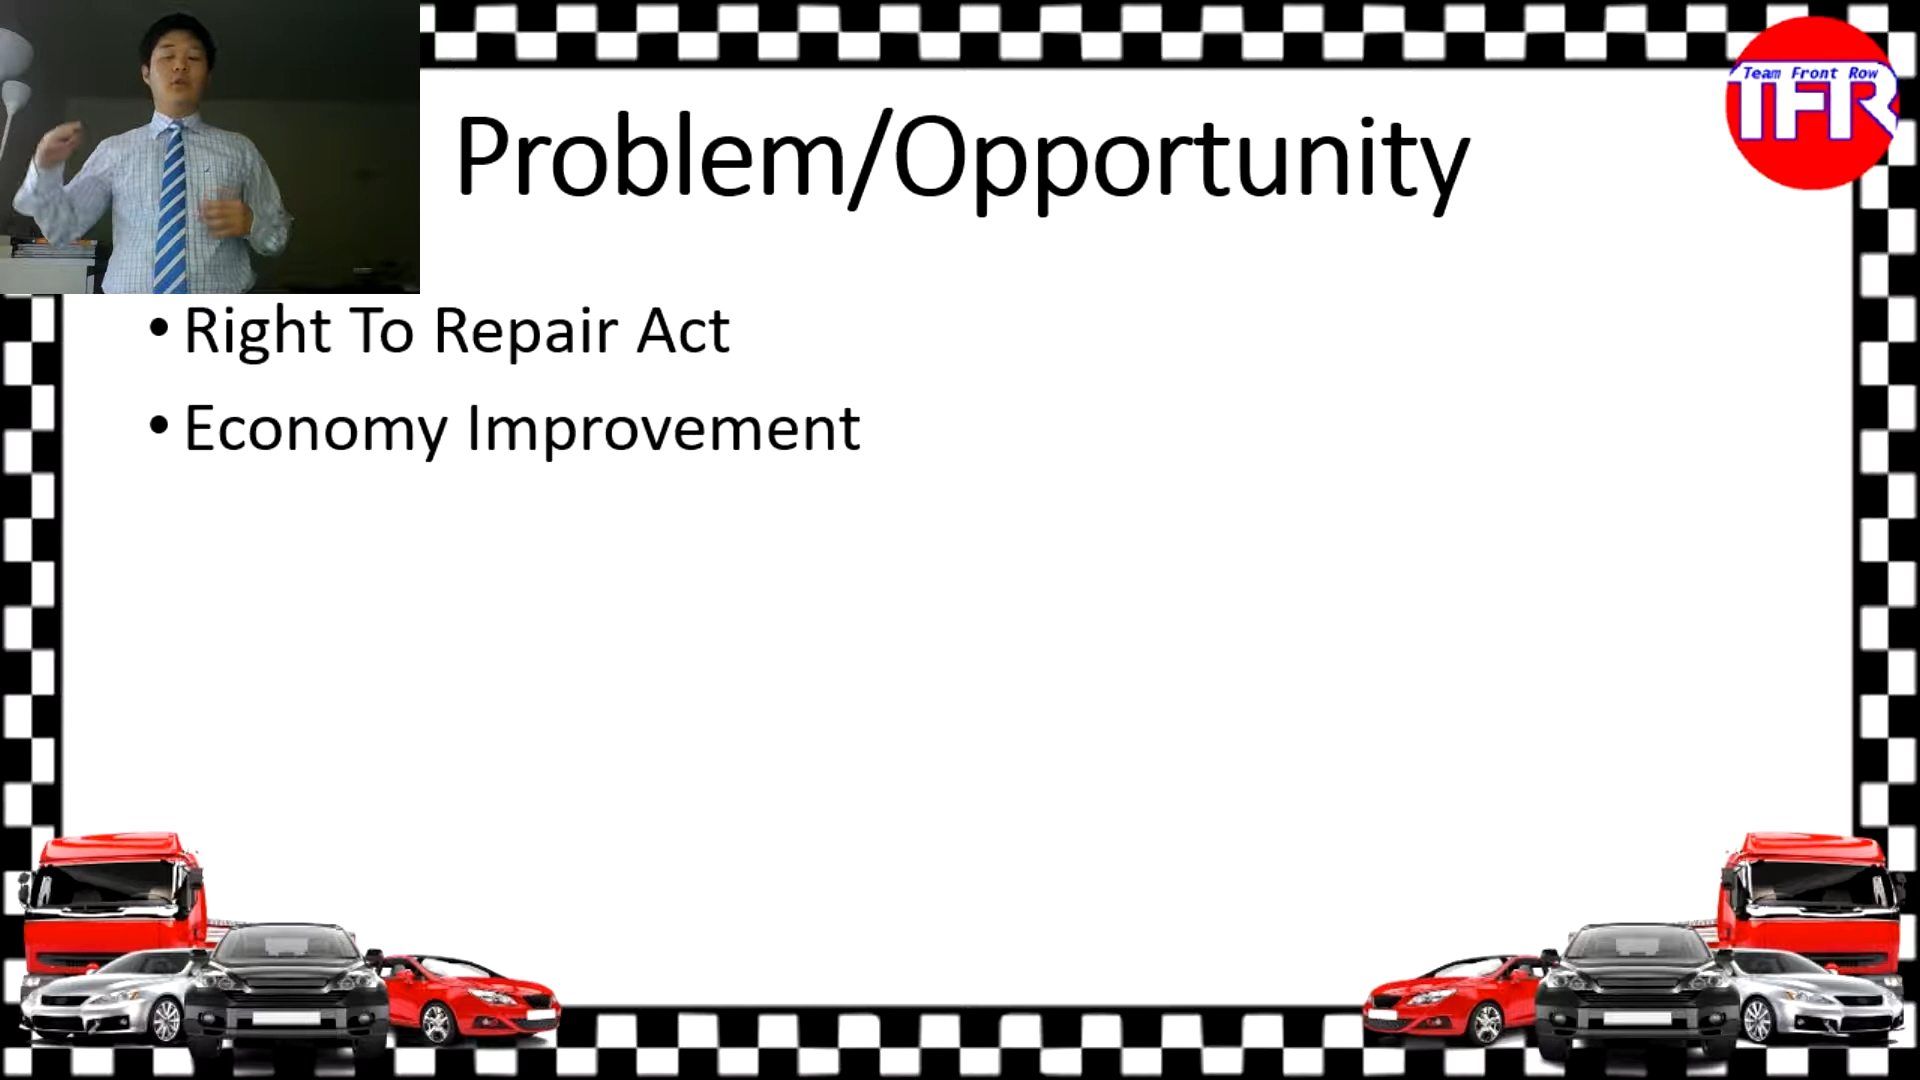 Team Front Row
TFR
Problem/Opportunity
• Right To Repair Act
• Economy Improvement